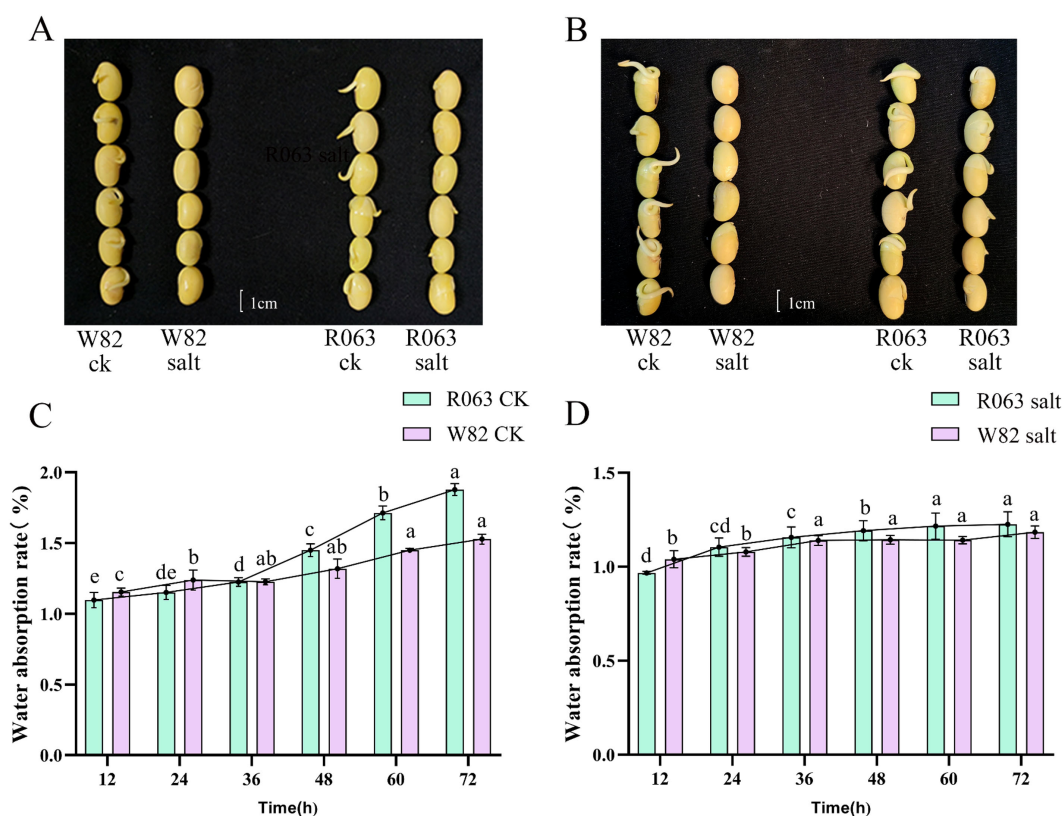 A
B
R063 salt
1cm
1cm
W82
ck
W82
salt
R063
ck
R063
salt
W82
ck
W82
salt
R063
ck
R063
salt
C
R063 CK
W82 CK
Water absorption rate( %)
2.0
1.5
1.0
0.5
0.0
e
c
de
b
d
ab
c
ab
b
a
a
a
12
24
36
48
60
72
Time(h)
D
R063 salt
W82 salt
Water absorption rate( %)
1.5
1.0
0.5
0.0
d
b
cd
b
c
a
b
a
a
a
a
a
12
24
36
48
60
72
Time(h)